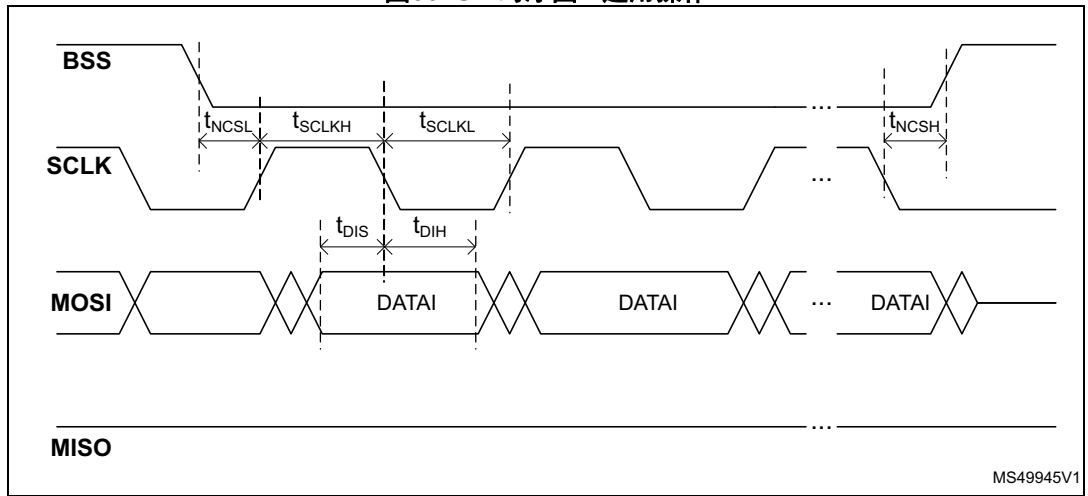 BSS
...
tNCSL tSCLKH tSCLKL tNCSH
SCLK
...
tDIS tDIH
MOSI DATAI DATAI ... DATAI
...
MISO
MS49945V1